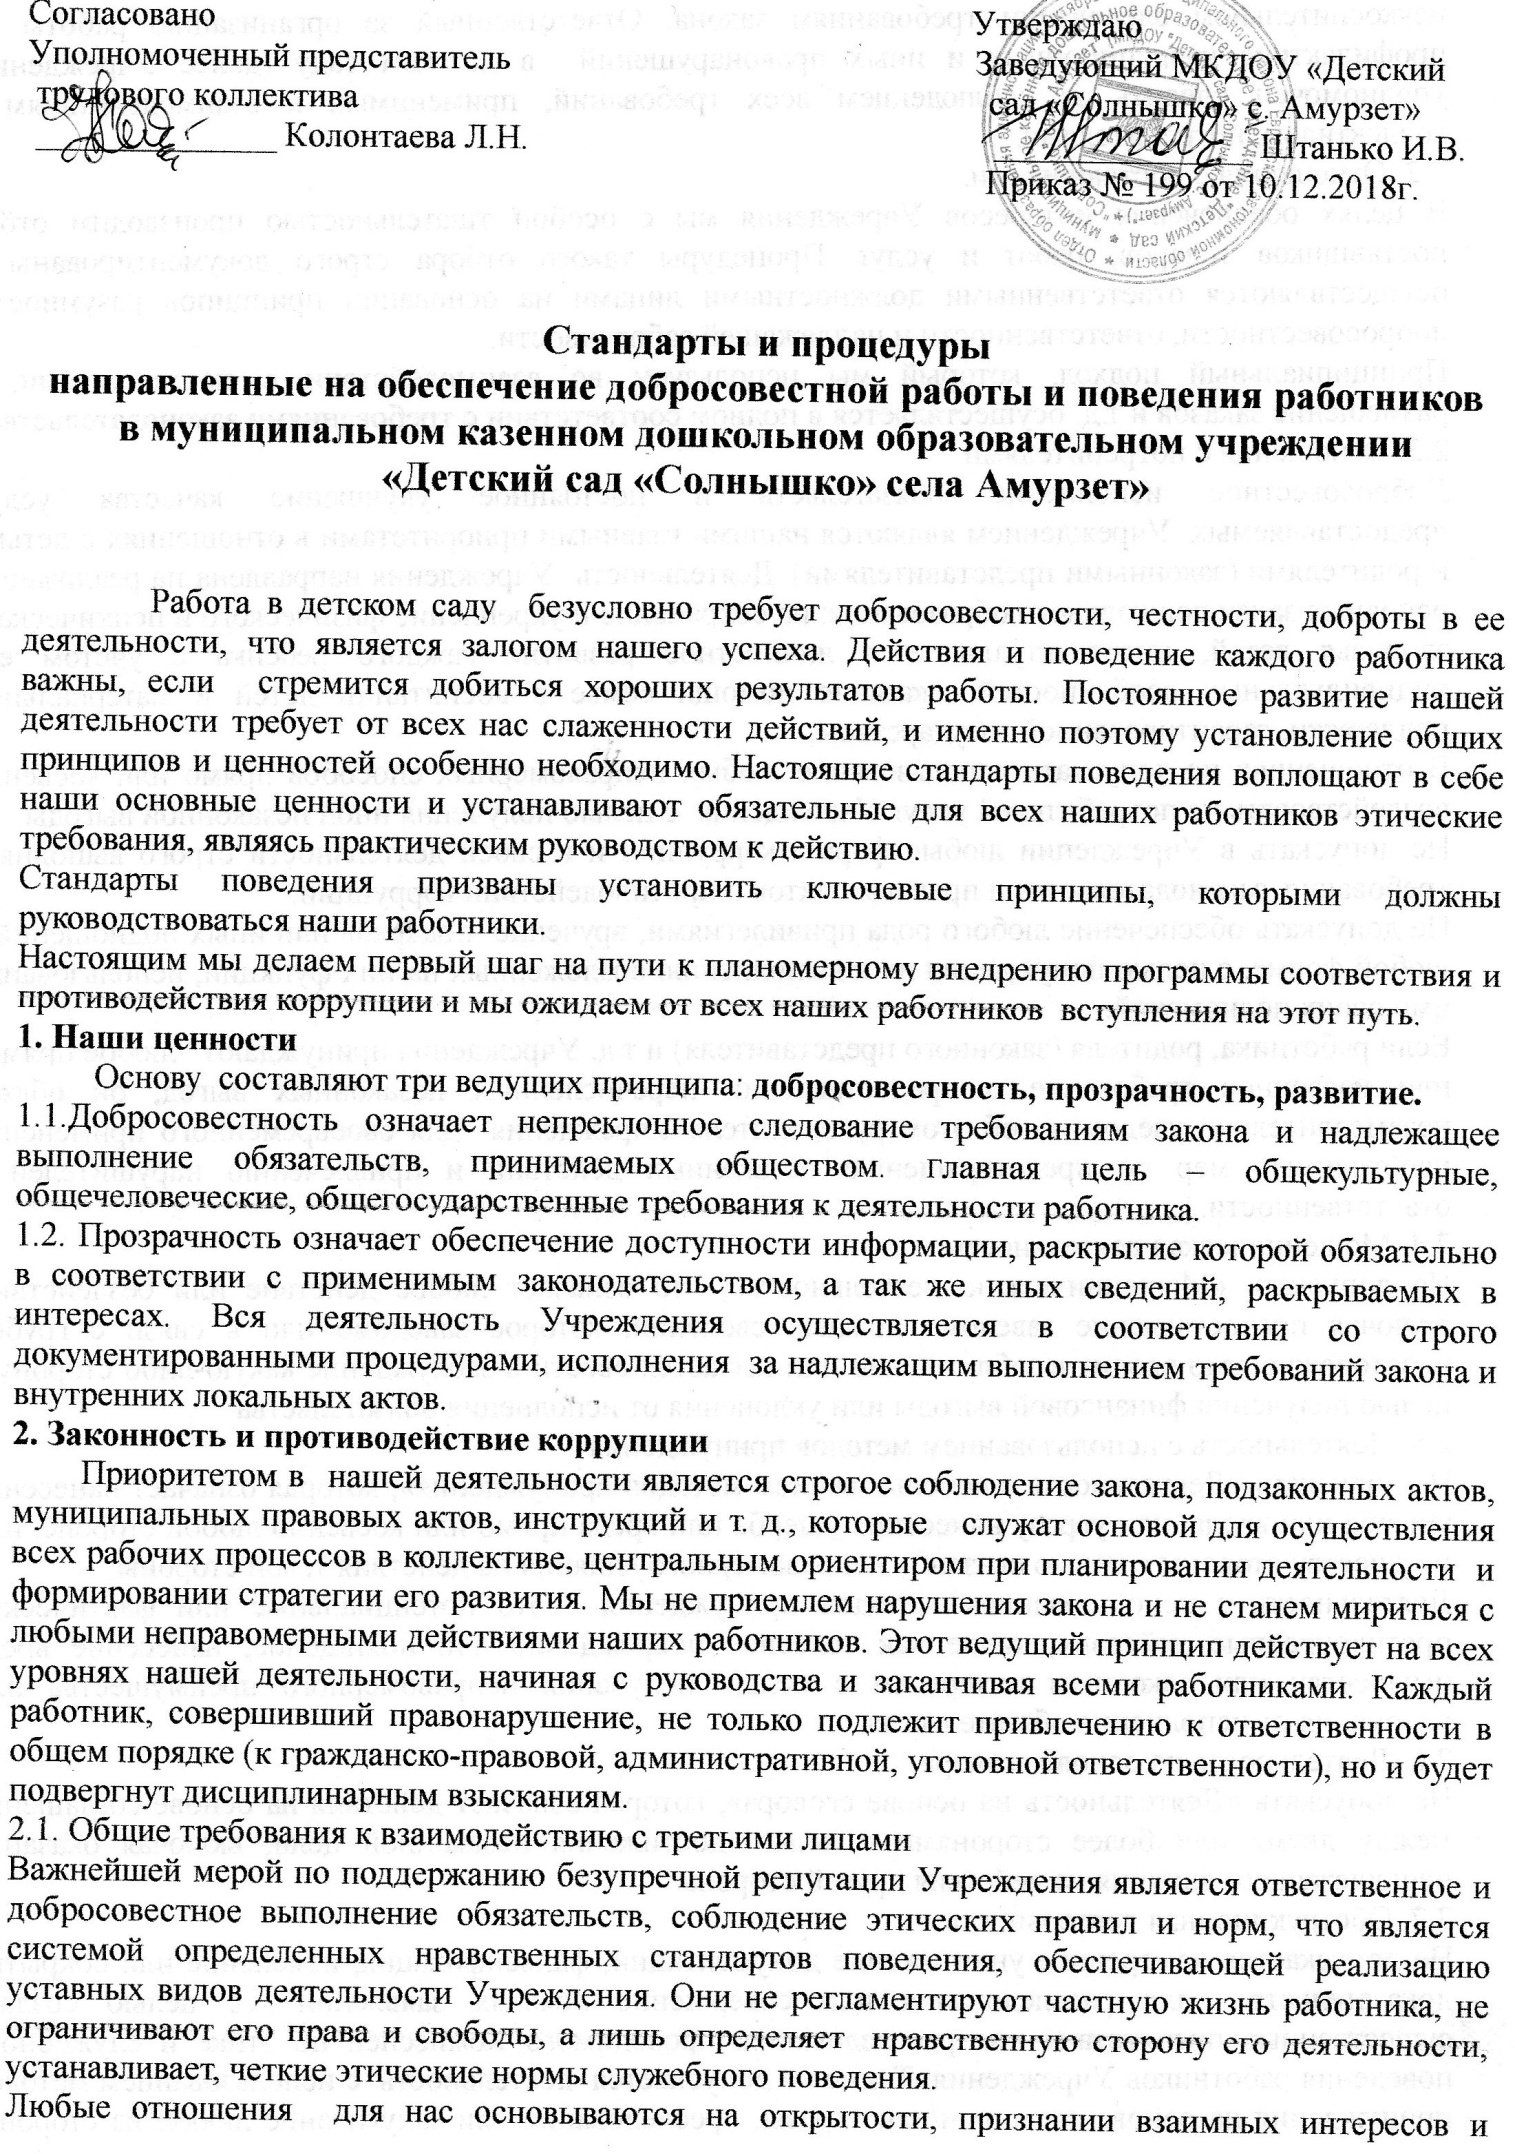 Согласовано
Уполномоченный представитель
трудового коллектива
Колонтаева Л.Н.
Утверждаю
Заведующий МКДОУ «Детский
сад «Солнышко» с. Амурзет»
Штанько И.В.
Приказ № 199 от 10.12.2018г.
Стандарты и процедуры
направленные на обеспечение добросовестной работы и поведения работников
в муниципальном казенном дошкольном образовательном учреждении
«Детский сад «Солнышко» села Амурзет»
Работа в детском саду безусловно требует добросовестности, честности, доброты в ее
деятельности, что является залогом нашего успеха. Действия и поведение каждого работника
важны, если стремится добиться хороших результатов работы. Постоянное развитие нашей
деятельности требует от всех нас слаженности действий, и именно поэтому установление общих
принципов и ценностей особенно необходимо. Настоящие стандарты поведения воплощают в себе
наши основные ценности и устанавливают обязательные для всех наших работников этические
требования, являясь практическим руководством к действию.
Стандарты поведения призваны установить ключевые принципы, которыми должны
руководствоваться наши работники.
Настоящим мы делаем первый шаг на пути к планомерному внедрению программы соответствия и
противодействия коррупции и мы ожидаем от всех наших работников вступления на этот путь.
1. Наши ценности
Основу составляют три ведущих принципа: добросовестность, прозрачность, развитие.
1.1.Добросовестность означает непреклонное следование требованиям закона и надлежащее
выполнение обязательств, принимаемых обществом. Главная цель - общекультурные,
общечеловеческие, общегосударственные требования к деятельности работника.
1.2. Прозрачность означает обеспечение доступности информации, раскрытие которой обязательно
в соответствии с применимым законодательством, а так же иных сведений, раскрываемых в
интересах. Вся деятельность Учреждения осуществляется в соответствии со строго
документированными процедурами, исполнения за надлежащим выполнением требований закона и
внутренних локальных актов.
2. Законность и противодействие коррупции
Приоритетом в нашей деятельности является строгое соблюдение закона, подзаконных актов,
муниципальных правовых актов, инструкций и т. д., которые служат основой для осуществления
всех рабочих процессов в коллективе, центральным ориентиром при планировании деятельности и
формировании стратегии его развития. Мы не приемлем нарушения закона и не станем мириться с
любыми неправомерными действиями наших работников. Этот ведущий принцип действует на всех
уровнях нашей деятельности, начиная с руководства и заканчивая всеми работниками. Каждый
работник, совершивший правонарушение, не только подлежит привлечению к ответственности в
общем порядке (к гражданско-правовой, административной, уголовной ответственности), но и будет
подвергнут дисциплинарным взысканиям.
2.1. Общие требования к взаимодействию с третьими лицами
Важнейшей мерой по поддержанию безупречной репутации Учреждения является ответственное и
добросовестное выполнение обязательств, соблюдение этических правил и норм, что является
системой определенных нравственных стандартов поведения, обеспечивающей реализацию
уставных видов деятельности Учреждения. Они не регламентируют частную жизнь работника, не
ограничивают его права и свободы, а лишь определяет нравственную сторону его деятельности,
устанавливает, четкие этические нормы служебного поведения.
Любые отношения для нас основываются на открытости, признании взаимных интересов и